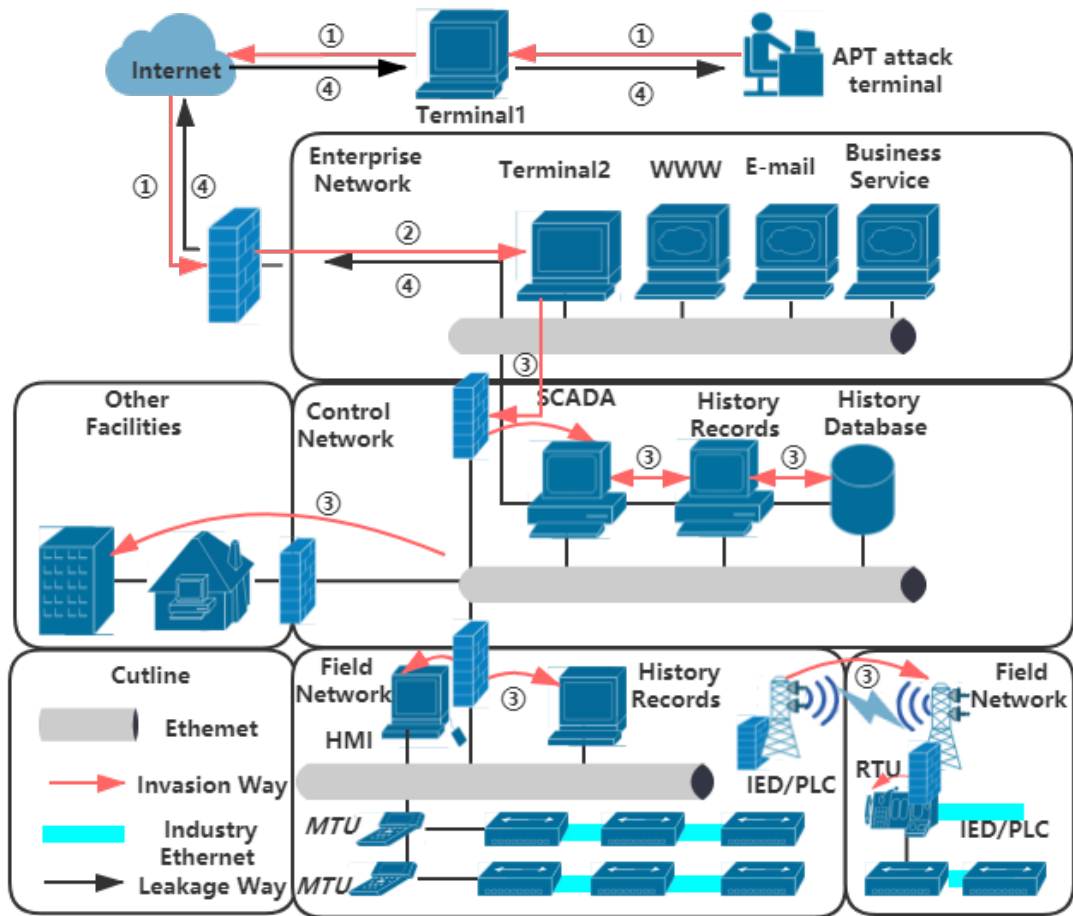 ①
①
Internet
④
④
APT attack
terminal
Terminal1
①
④
Enterprise
Network
Terminal2
WWW
E-mail
Business
Service
②
④
③
Other
Facilities
Control
Network
SCADA
History
Records
History
Database
③
③
③
Cutline
Ethemet
Invasion Way
Industry
Ethernet
Leakage Way
Field
Network
HMI
③
History
Records
IED/PLC
MTU
MTU
③
Field
Network
RTU
IED/PLC